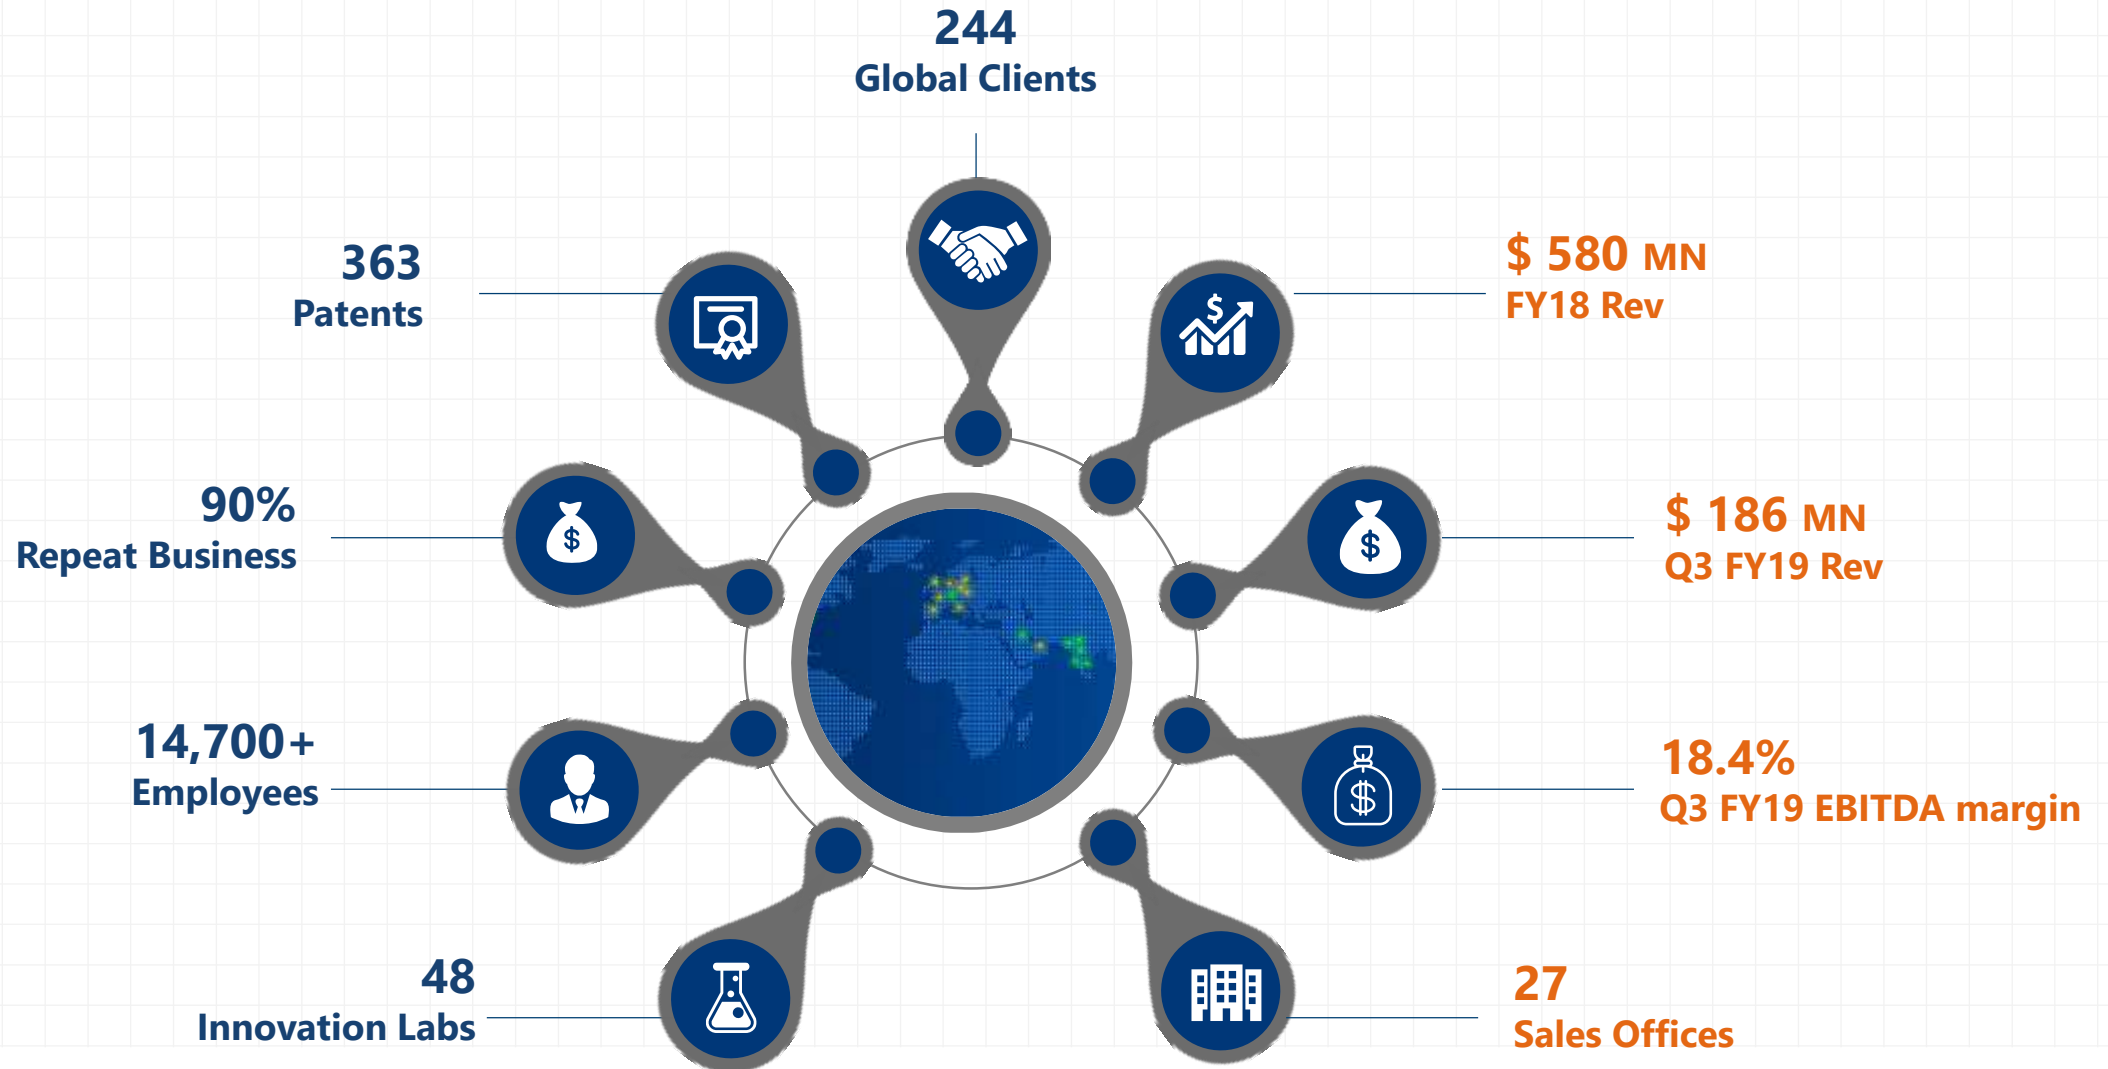 244
Global Clients
363
Patents
$ 580 MN
FY18 Rev
90%
Repeat Business
$ 186 MN
Q3 FY19 Rev
14,700+
Employees
18.4%
Q3 FY19 EBITDA margin
48
Innovation Labs
27
Sales Offices